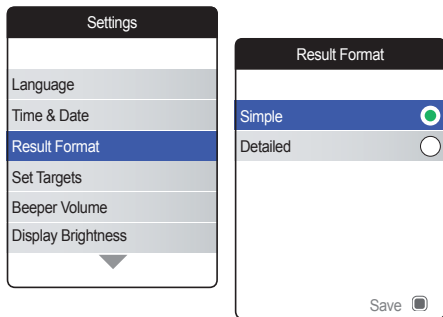 Settings
Language
Time & Date
Result Format
Set Targets
Beeper Volume
Display Brightness
Result Format
Simple
Detailed
Save